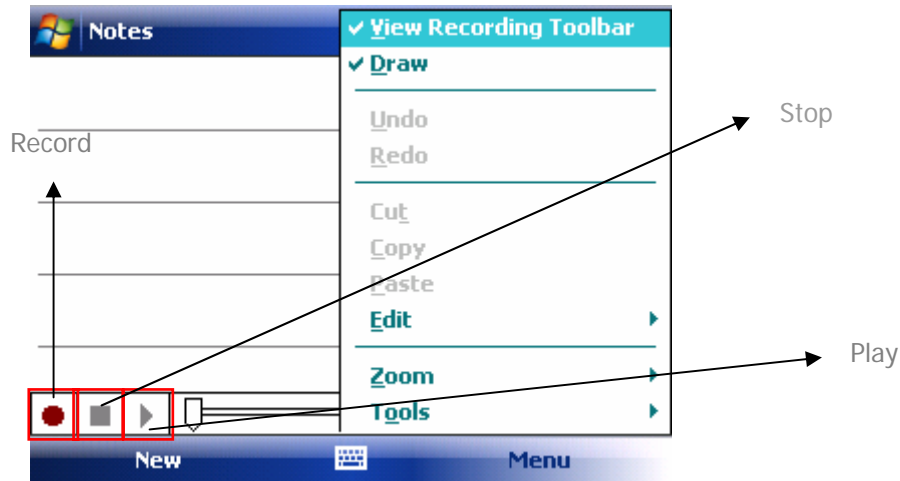 Notes
View Recording Toolbar
Draw
Undo
Stop
Record
Redo
Cut
Copy
Paste
Edit
Play
Zoom
Tools
New
Menu